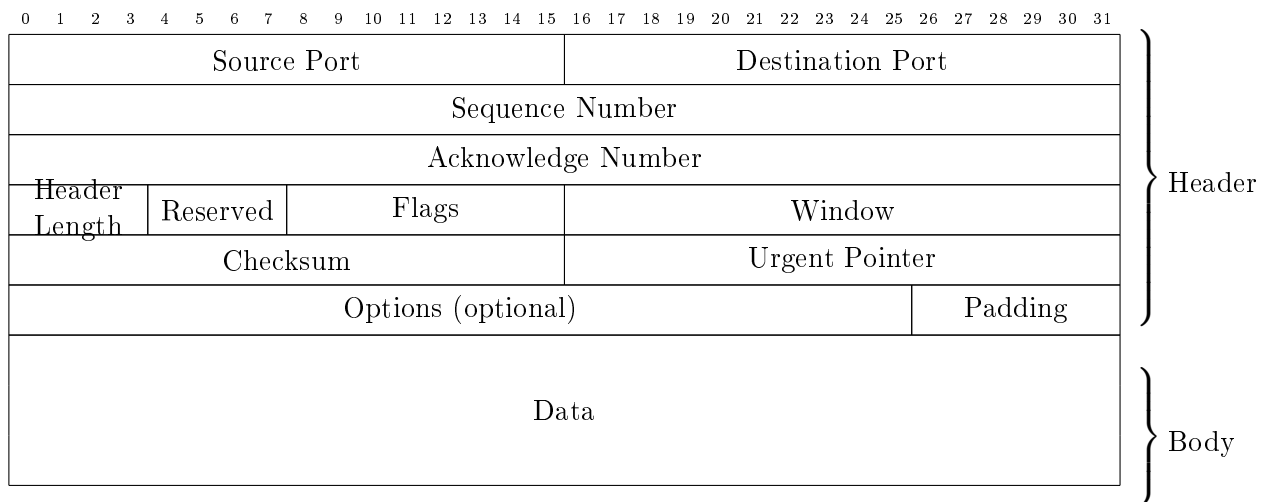 0 1 2 3 4 5 6 7 8 9 10 11 12 13 14 15 16 17 18 19 20 21 22 23 24 25 26 27 28 29 30 31
Source Port
Destination Port
Sequence Number
Acknowledge Number
Header
Length
Reserved
Flags
Window
Checksum
Urgent Pointer
Options (optional)
Padding
Header
Data
Body